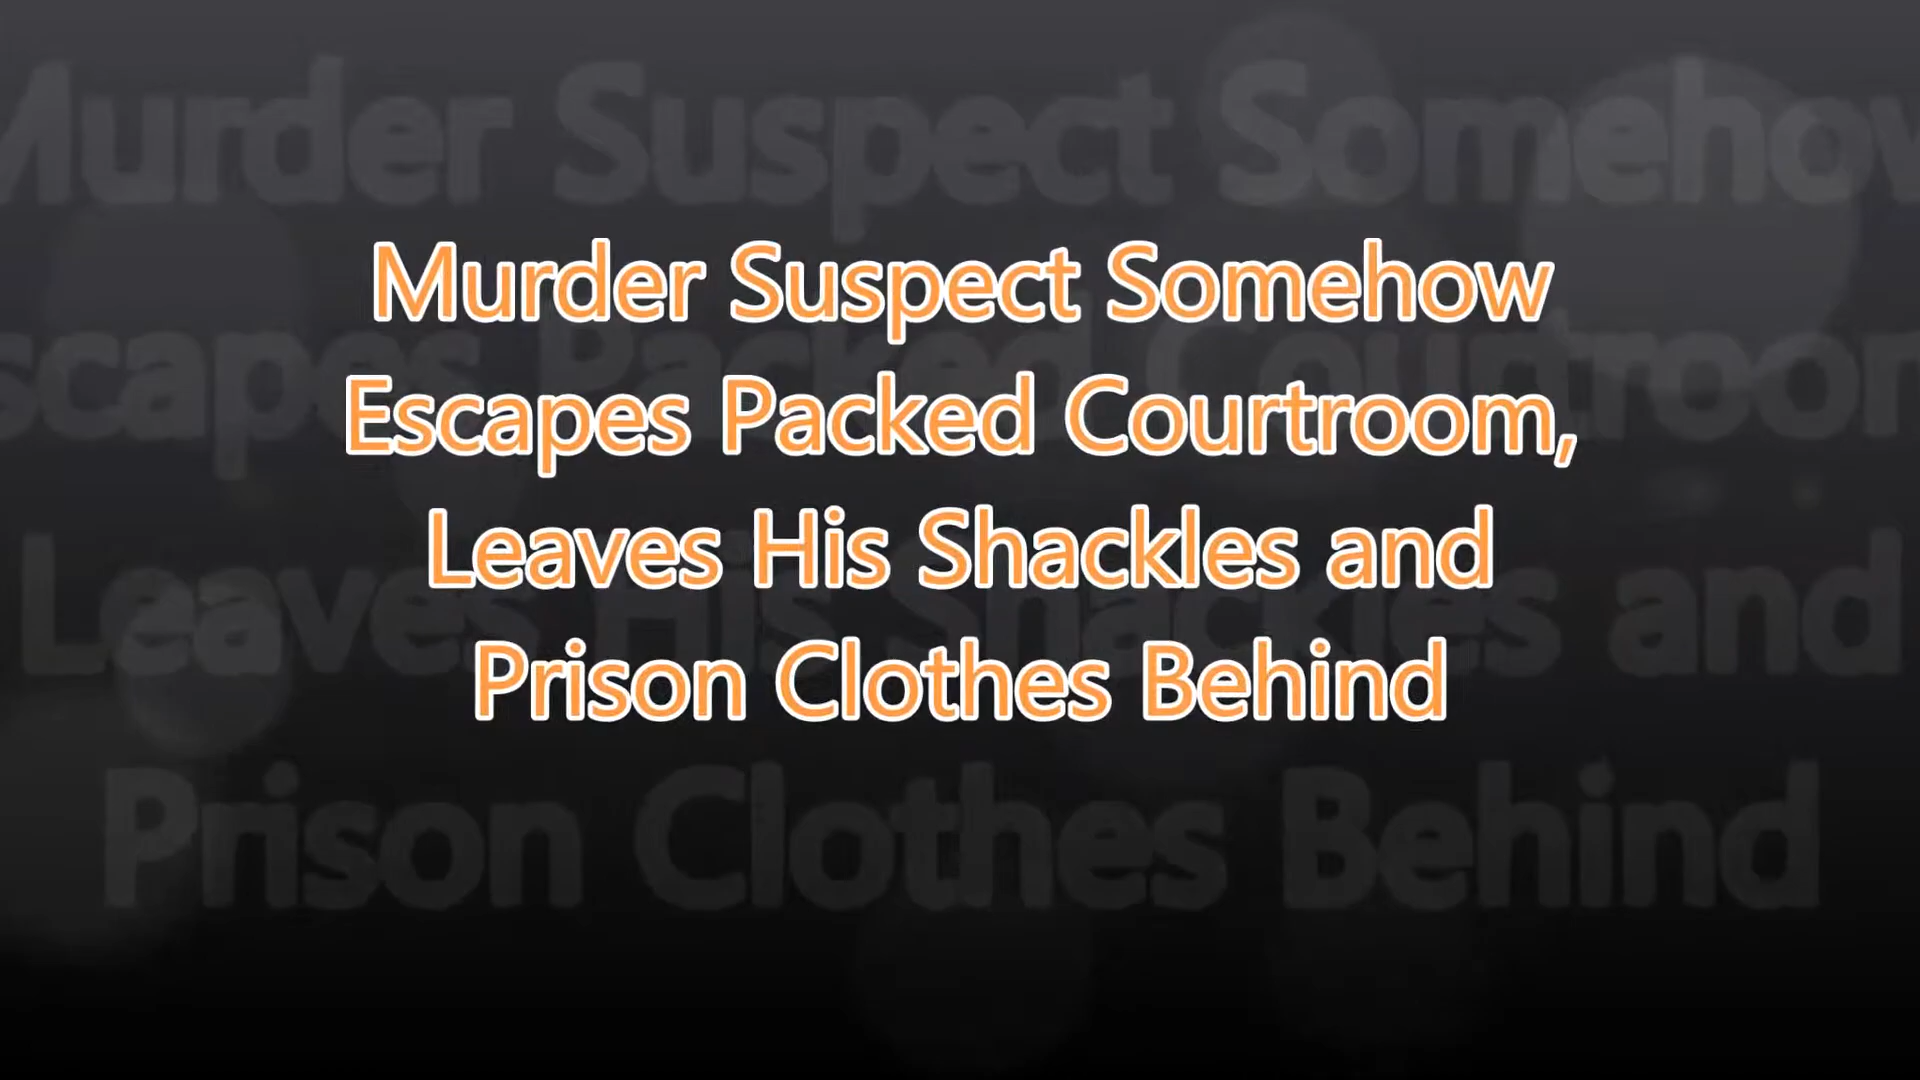 Murder Suspect Somehow
Escapes Packed Courtroom,
Leaves His Shackles and
Prison Clothes Behind